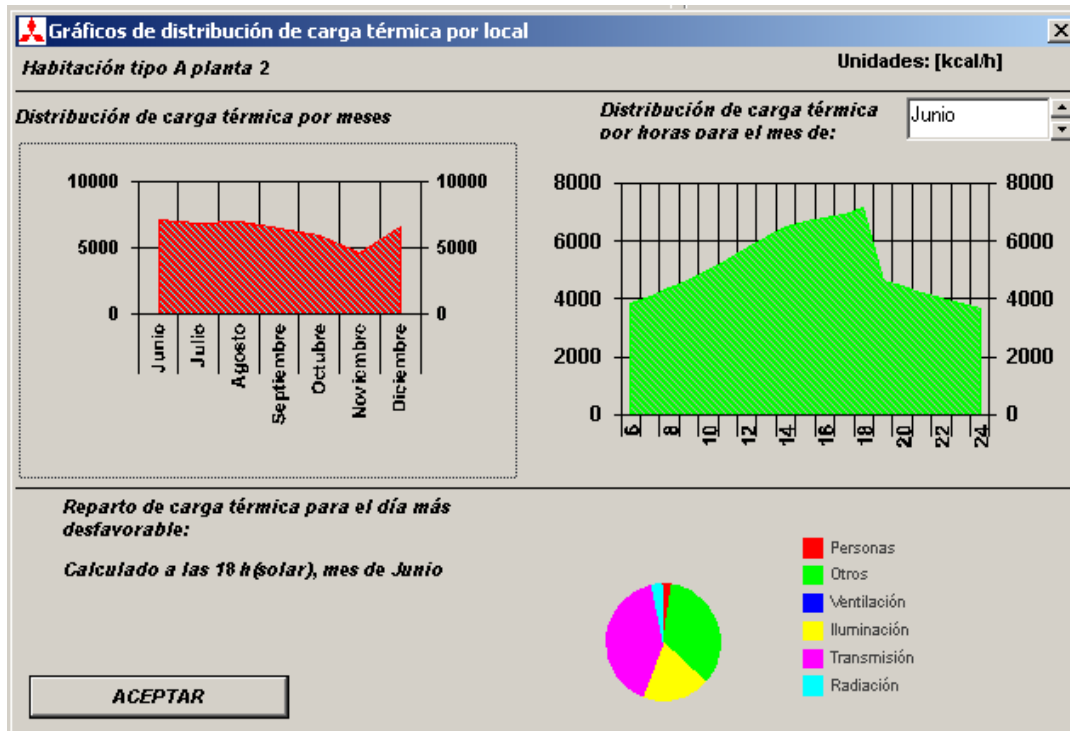 Gráficos de distribución de carga térmica por local
Habitación tipo A planta 2
Unidades: [kcal/h]
Distribución de carga térmica por meses
Distribución de carga térmica
por horas para el mes de:
Junio
10000
5000
0
10000
5000
0
Junio
Julio
Agosto
Septiembre
Octubre
Noviembre
Diciembre
8000
6000
4000
2000
0
8000
6000
4000
2000
0
6
8
10
12
14
16
18
20
22
24
Reparto de carga térmica para el día más
desfavorable:
Calculado a las 18 h(solar), mes de Junio
Personas
Otros
Ventilación
Iluminación
Transmisión
Radiación
ACEPTAR